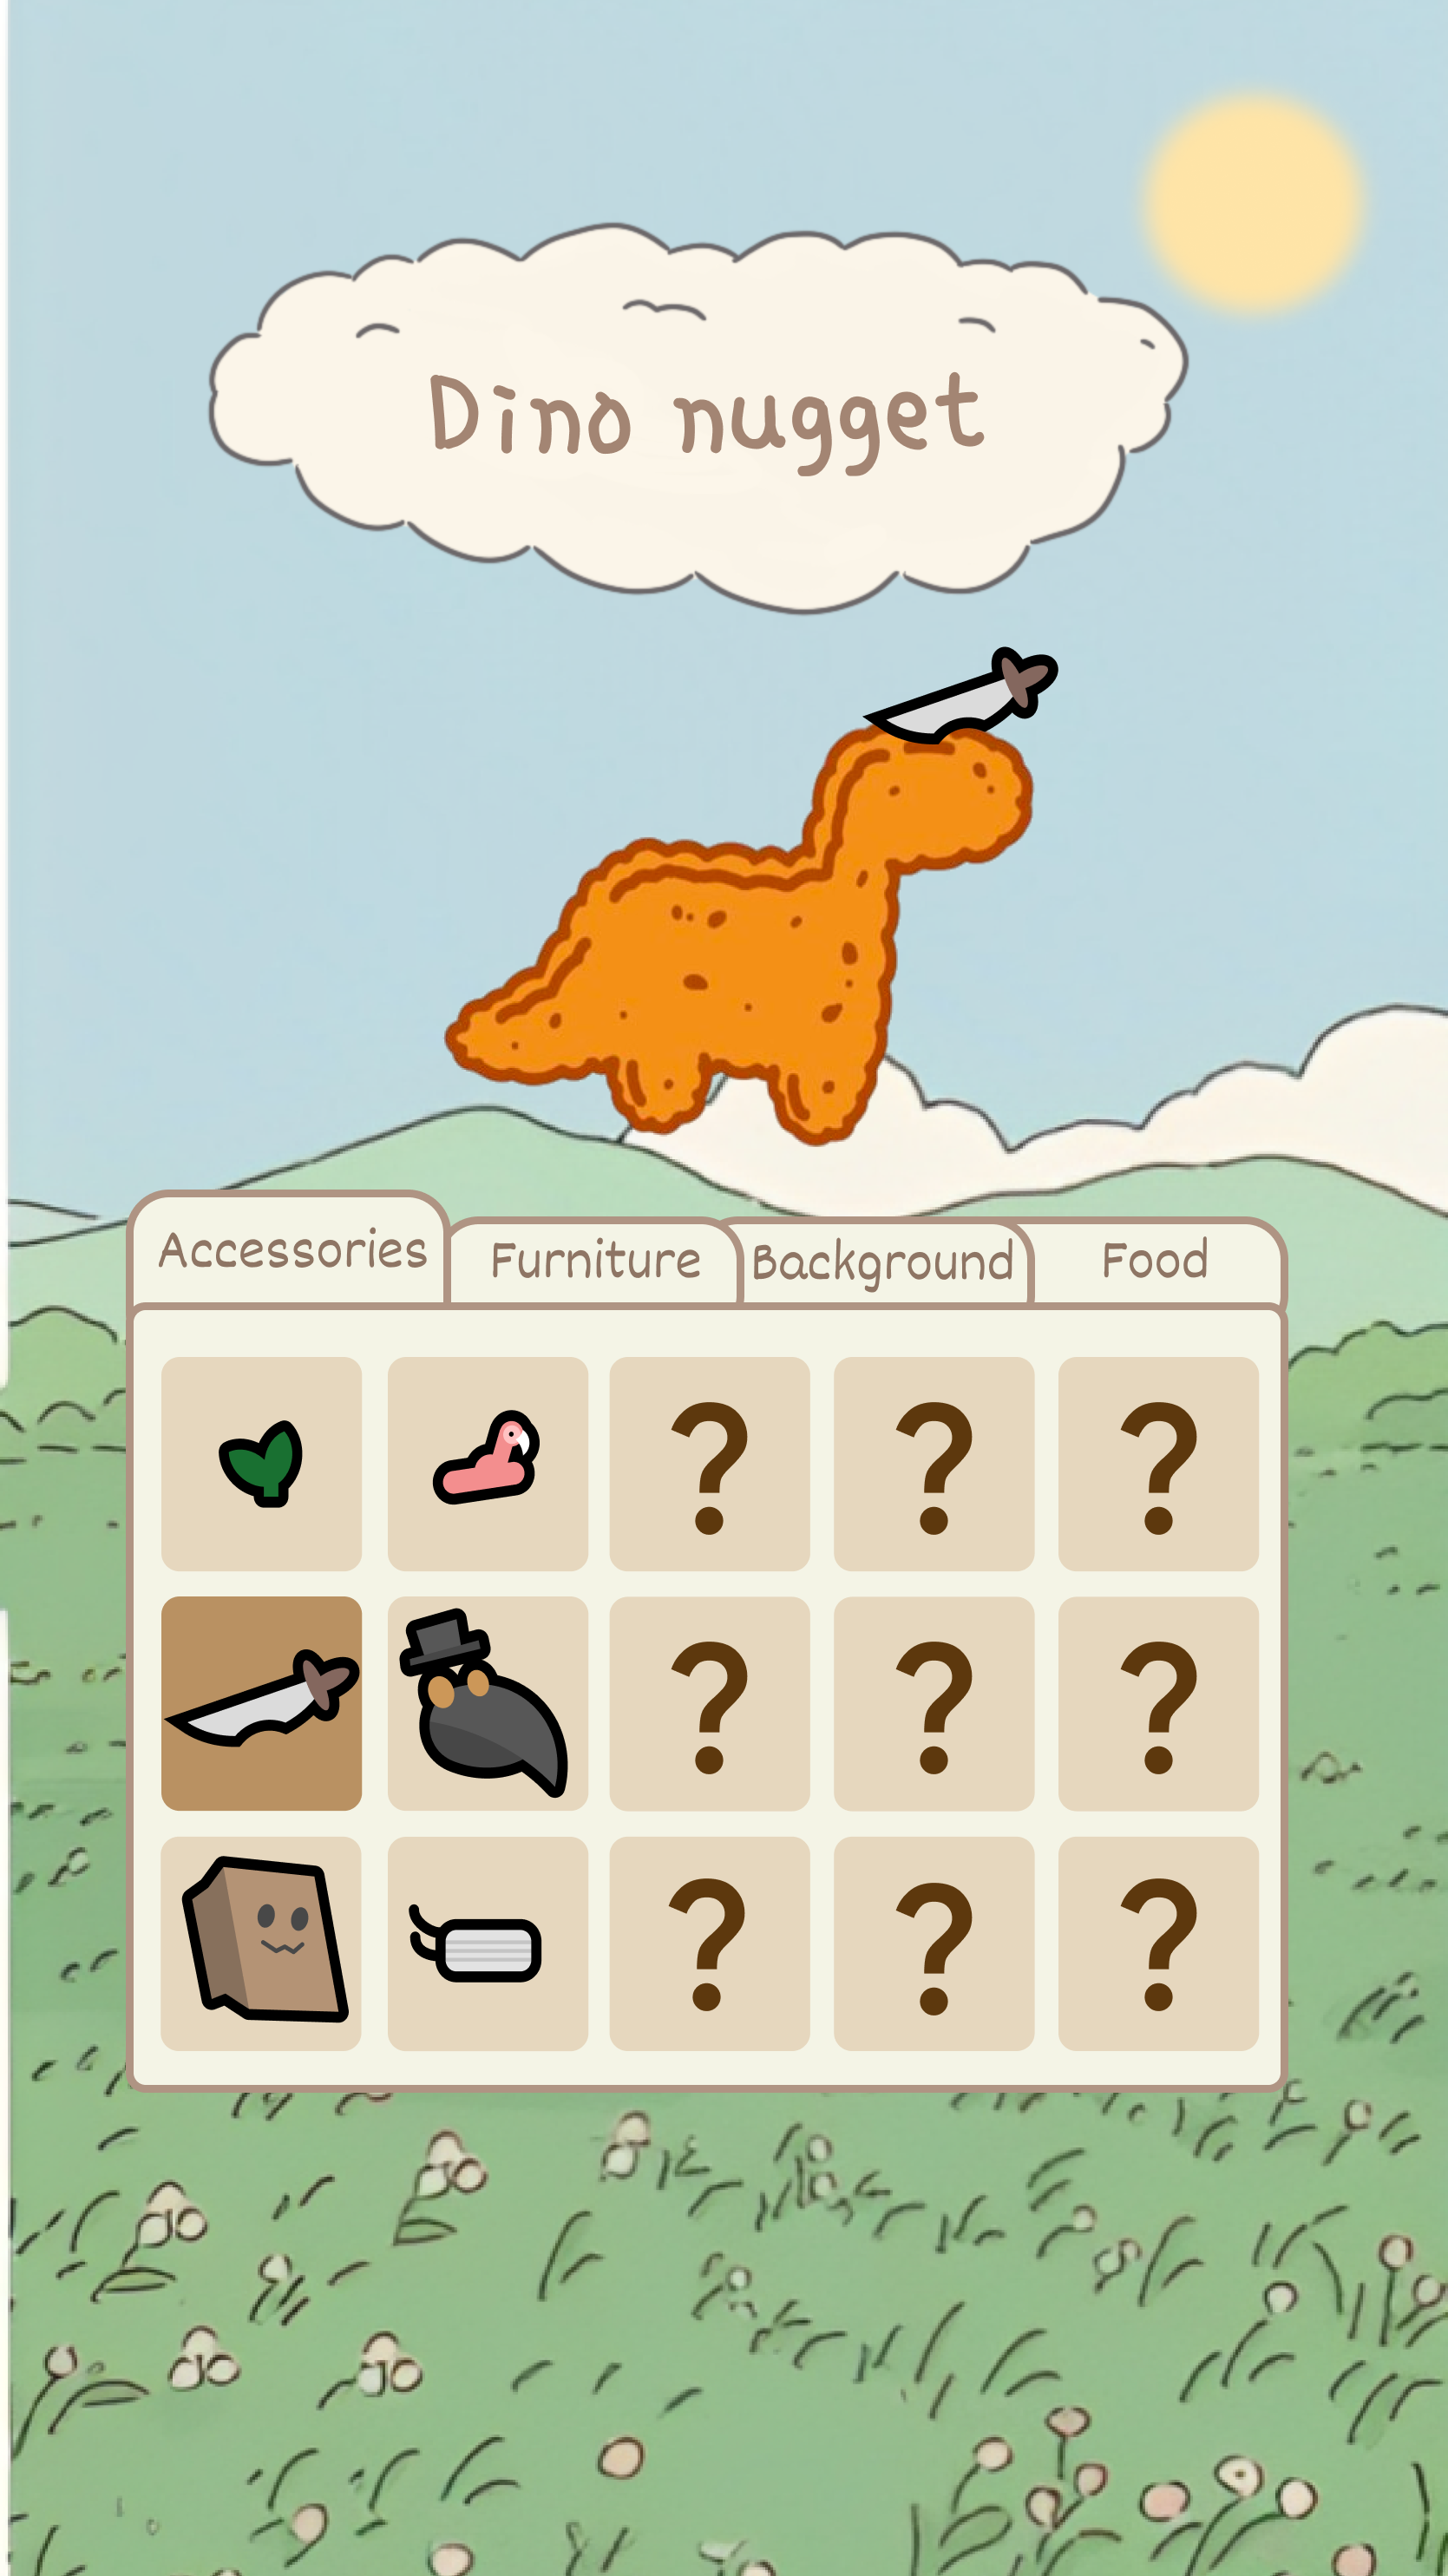 Dino nugget
Accessories
Furniture
Background
Food
? ? ?
? ? ?
? ? ?